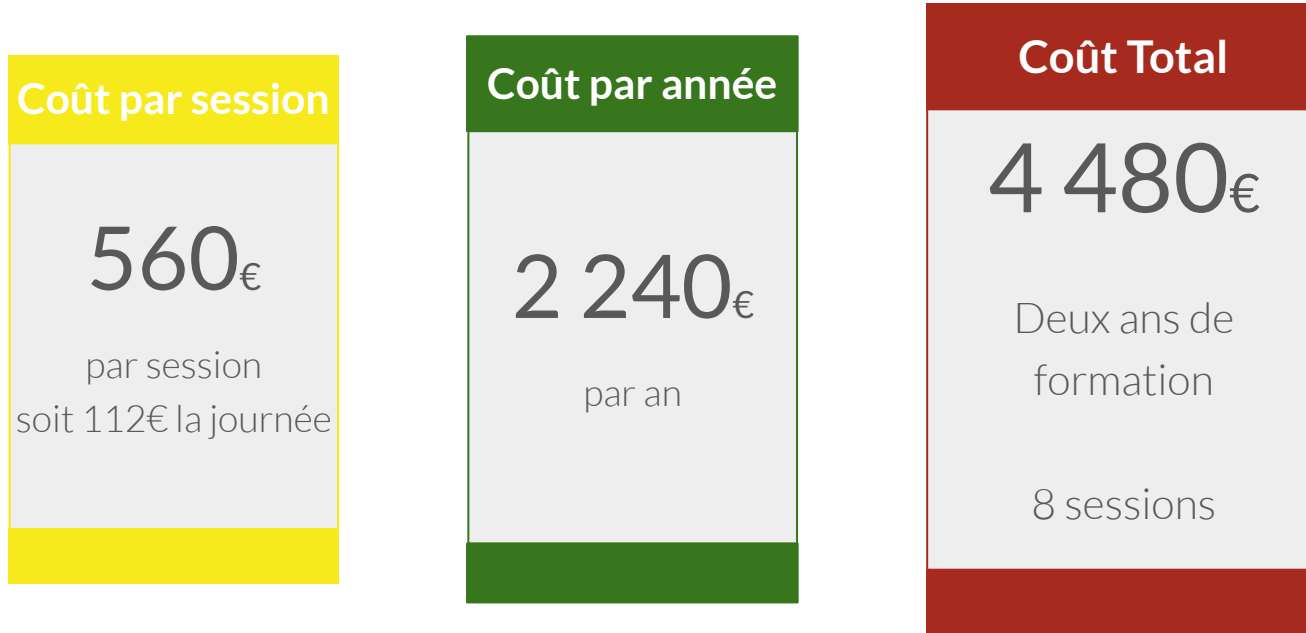 Coût par session
560€
par session
soit 112€ la journée
Coût par année
2 240€
par an
Coût Total
4 480€
Deux ans de
formation
8 sessions